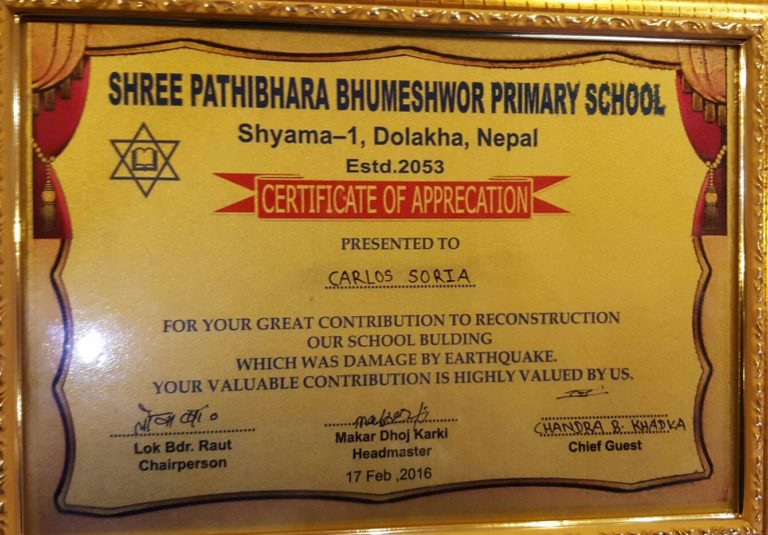 SHREE PATHIBHARA BHUMESHWOR PRIMARY SCHOOL
Shyama–1, Dolakha, Nepal
Estd.2053
CERTIFICATE OF APPRECATION
PRESENTED TO
CARLOS SORIA
FOR YOUR GREAT CONTRIBUTION TO RECONSTRUCTION
OUR SCHOOL BULDING
WHICH WAS DAMAGE BY EARTHQUAKE.
YOUR VALUABLE CONTRIBUTION IS HIGHLY VALUED BY US.
Lok Bdr. Raut
Chairperson
Makar Dhoj Karki
Headmaster
CHANDRA B. KHADKA
Chief Guest
17 Feb ,2016